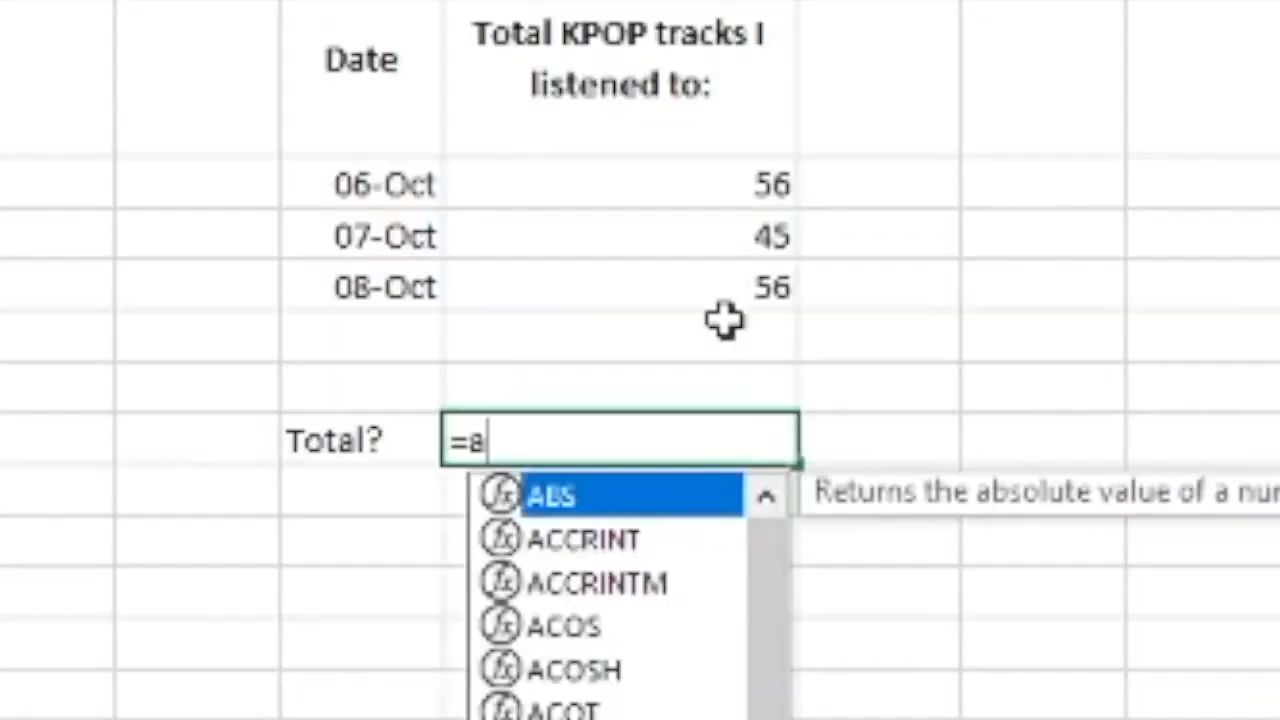 Date
Total KPOP tracks I
listened to:
06-Oct 56
07-Oct 45
08-Oct 56
Total? =a
ABS
Returns the absolute value of a nu
ACCRINT
ACCRINTM
ACOS
ACOSH
ACOT